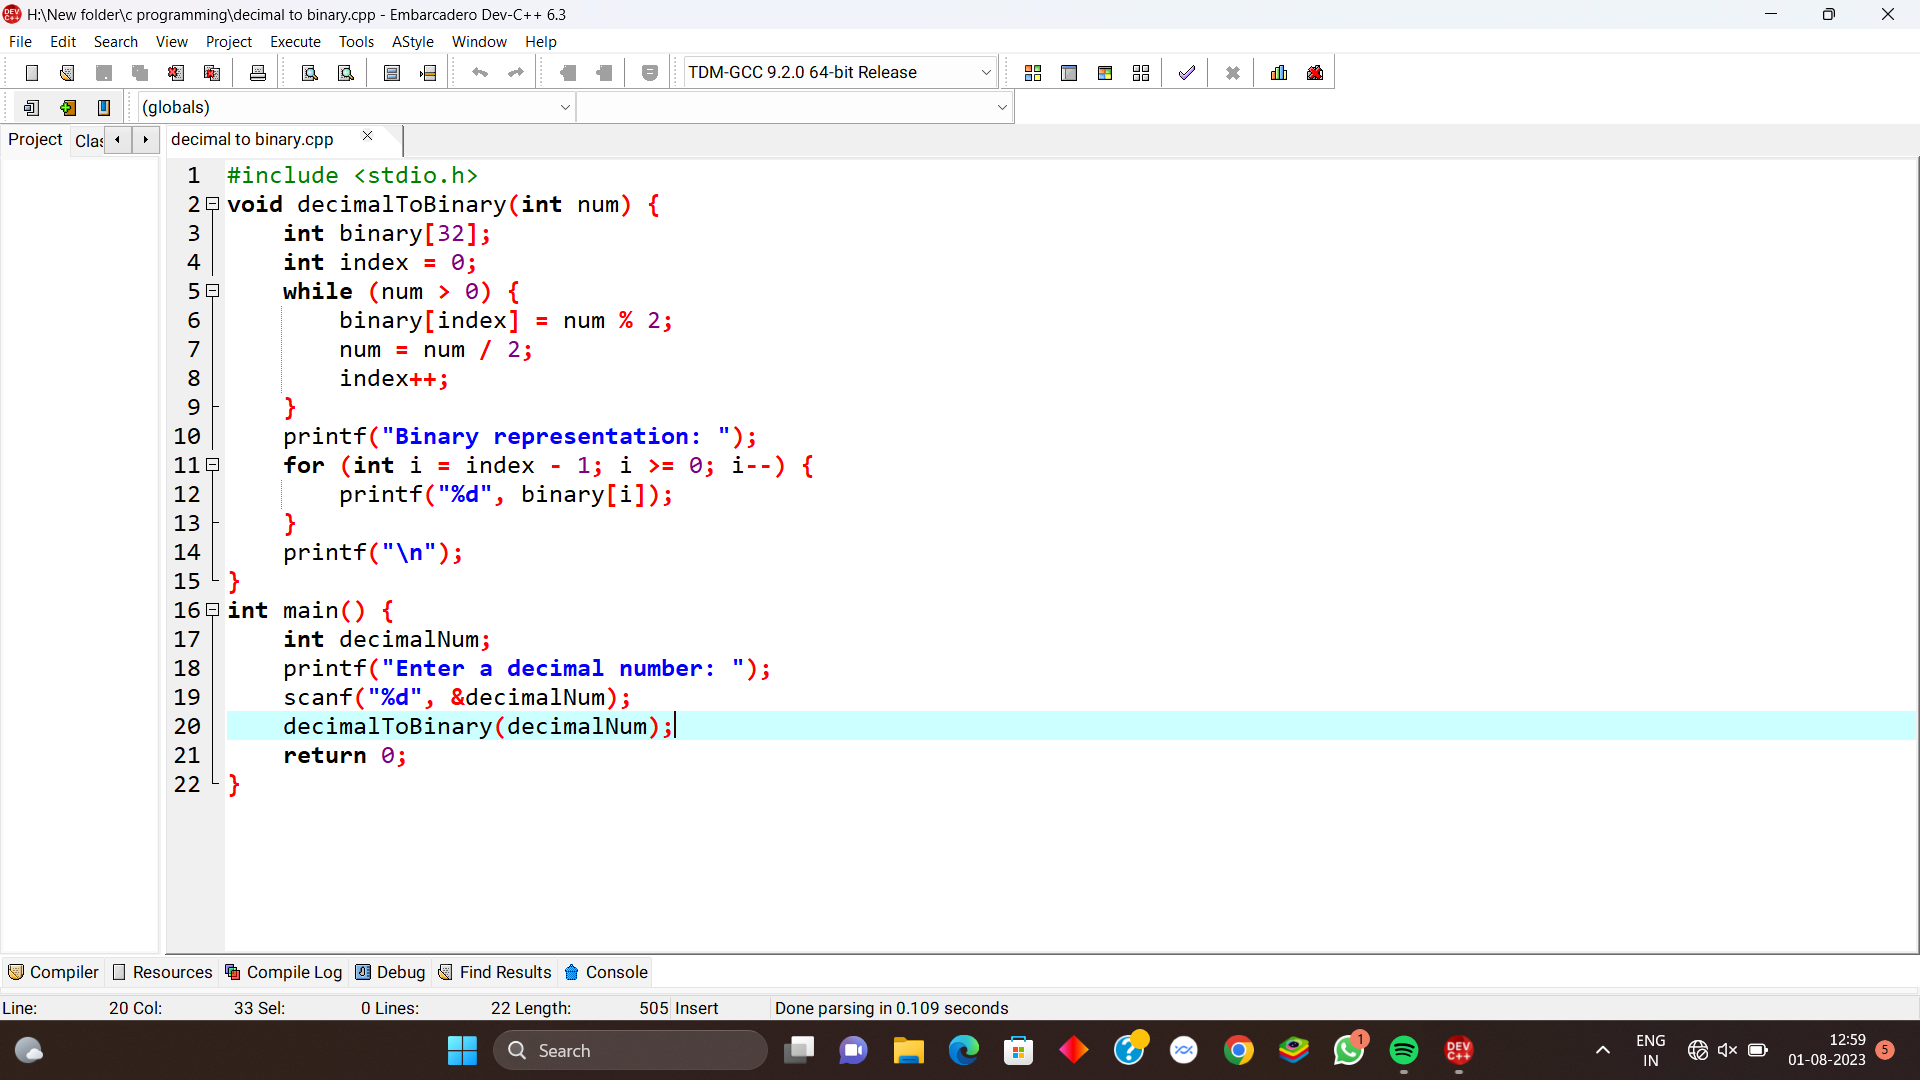 H:\New folder\c programming\decimal to binary.cpp - Embarcadero Dev-C++ 6.3
File Edit Search View Project Execute Tools AStyle Window Help
TDM-GCC 9.2.0 64-bit Release
(globals)
Project Clas decimal to binary.cpp
1 #include <stdio.h>
2 void decimalToBinary(int num) {
3     int binary[32];
4     int index = 0;
5     while (num > 0) {
6         binary[index] = num % 2;
7         num = num / 2;
8         index++;
9     }
10     printf("Binary representation: ");
11     for (int i = index - 1; i >= 0; i--) {
12         printf("%d", binary[i]);
13     }
14     printf("\n");
15 }
16 int main() {
17     int decimalNum;
18     printf("Enter a decimal number: ");
19     scanf("%d", &decimalNum);
20     decimalToBinary(decimalNum);
21     return 0;
22 }
Compiler Resources Compile Log Debug Find Results Console
Line: 20 Col: 33 Sel: 0 Lines: 22 Length: 505 Insert Done parsing in 0.109 seconds
Search 1 DEV C++ ENG IN 12:59 01-08-2023 5